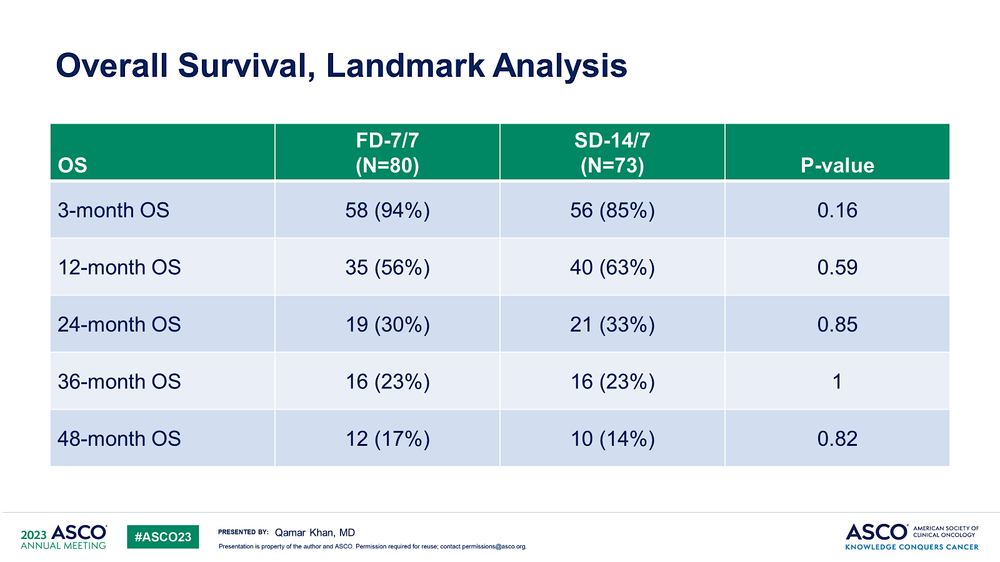 Overall Survival, Landmark Analysis
OS FD-7/7 (N=80) SD-14/7 (N=73) P-value
3-month OS 58 (94%) 56 (85%) 0.16
12-month OS 35 (56%) 40 (63%) 0.59
24-month OS 19 (30%) 21 (33%) 0.85
36-month OS 16 (23%) 16 (23%) 1
48-month OS 12 (17%) 10 (14%) 0.82
2023 ASCO
ANNUAL MEETING
#ASCO23
PRESENTED BY: Qamar Khan, MD
Presentation is property of the author and ASCO. Permission required for reuse; contact permissions@asco.org.
ASCO AMERICAN SOCIETY OF
CLINICAL ONCOLOGY
KNOWLEDGE CONQUERS CANCER